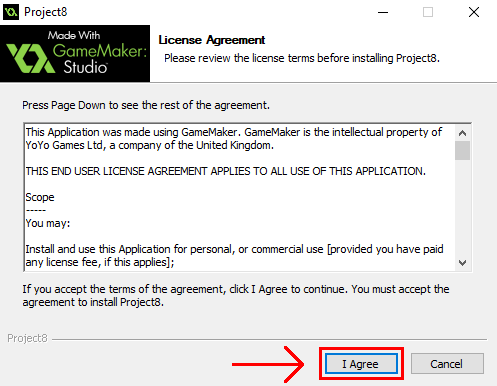 Project8
Made With
GameMaker:
Studio
License Agreement
Please review the license terms before installing Project8.
Press Page Down to see the rest of the agreement.
This Application was made using GameMaker. GameMaker is the intellectual property of
YoYo Games Ltd, a company of the United Kingdom.
THIS END USER LICENSE AGREEMENT APPLIES TO ALL USE OF THIS APPLICATION.
Scope
-----
You may:
Install and use this Application for personal, or commercial use [provided you have paid
any license fee, if this applies];
If you accept the terms of the agreement, click I Agree to continue. You must accept the
agreement to install Project8.
Project8
I Agree
Cancel